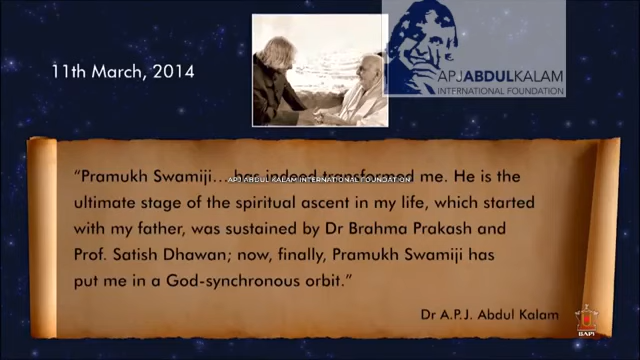 11th March, 2014
APJ ABDUL KALAM
INTERNATIONAL FOUNDATION
“Pramukh Swamiji... has indeed transformed me. He is the
APJ ABDUL KALAM INTERNATIONAL FOUNDATION
ultimate stage of the spiritual ascent in my life, which started
with my father, was sustained by Dr Brahma Prakash and
Prof. Satish Dhawan; now, finally, Pramukh Swamiji has
put me in a God-synchronous orbit.”
Dr A.P.J. Abdul Kalam
BAPS